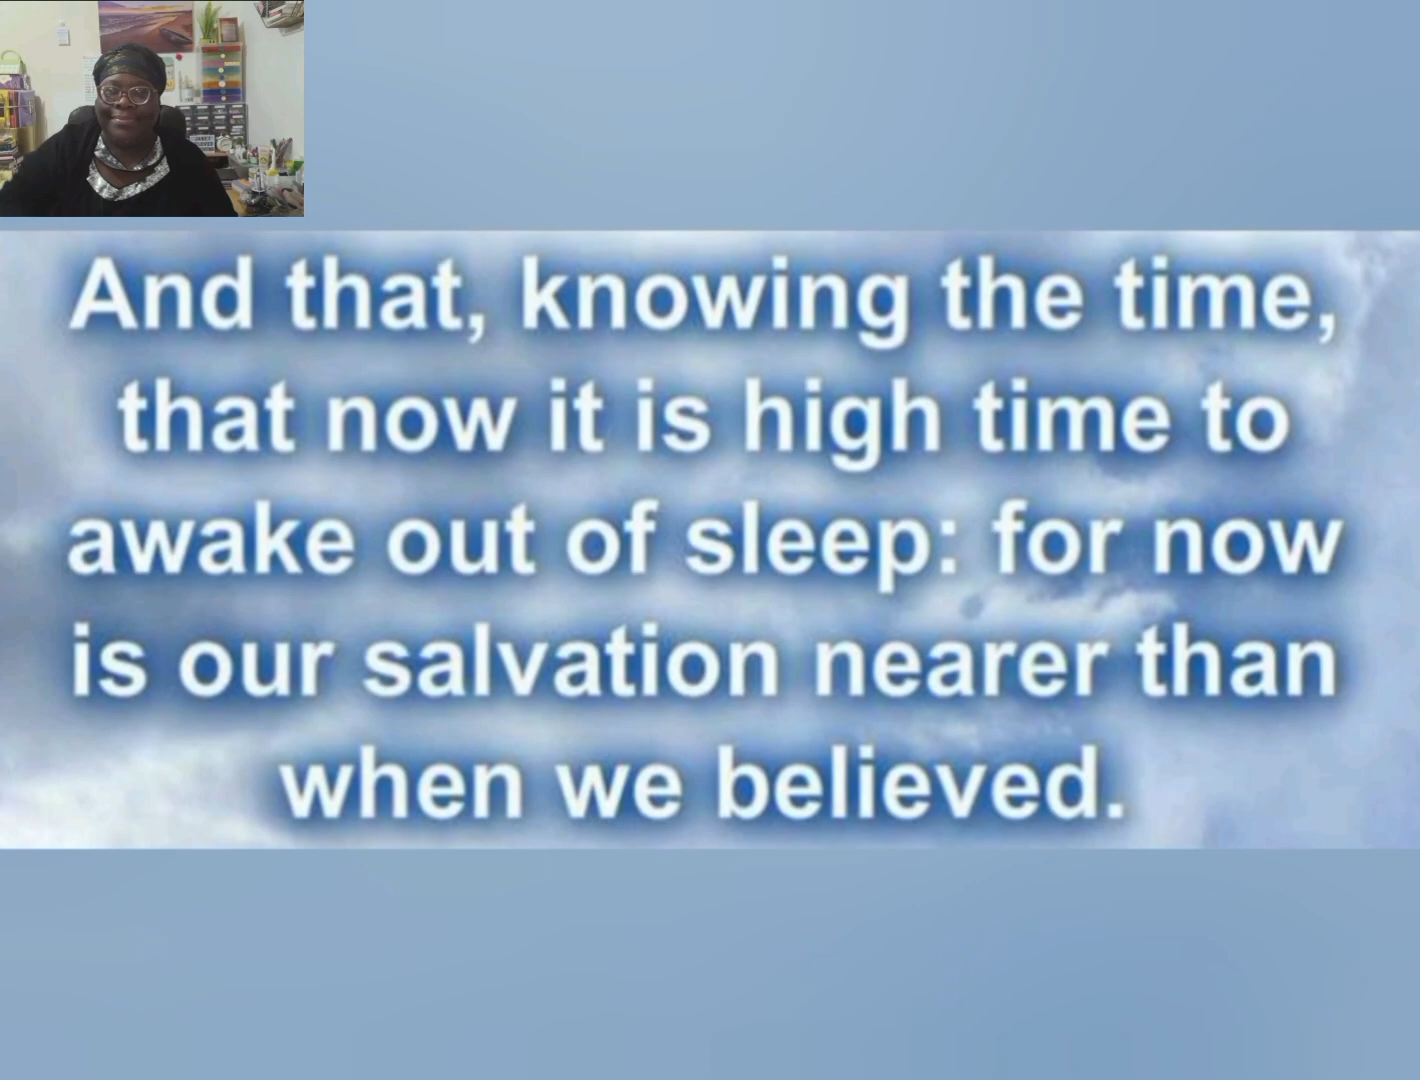 And that, knowing the time,
that now it is high time to
awake out of sleep: for now
is our salvation nearer than
when we believed.